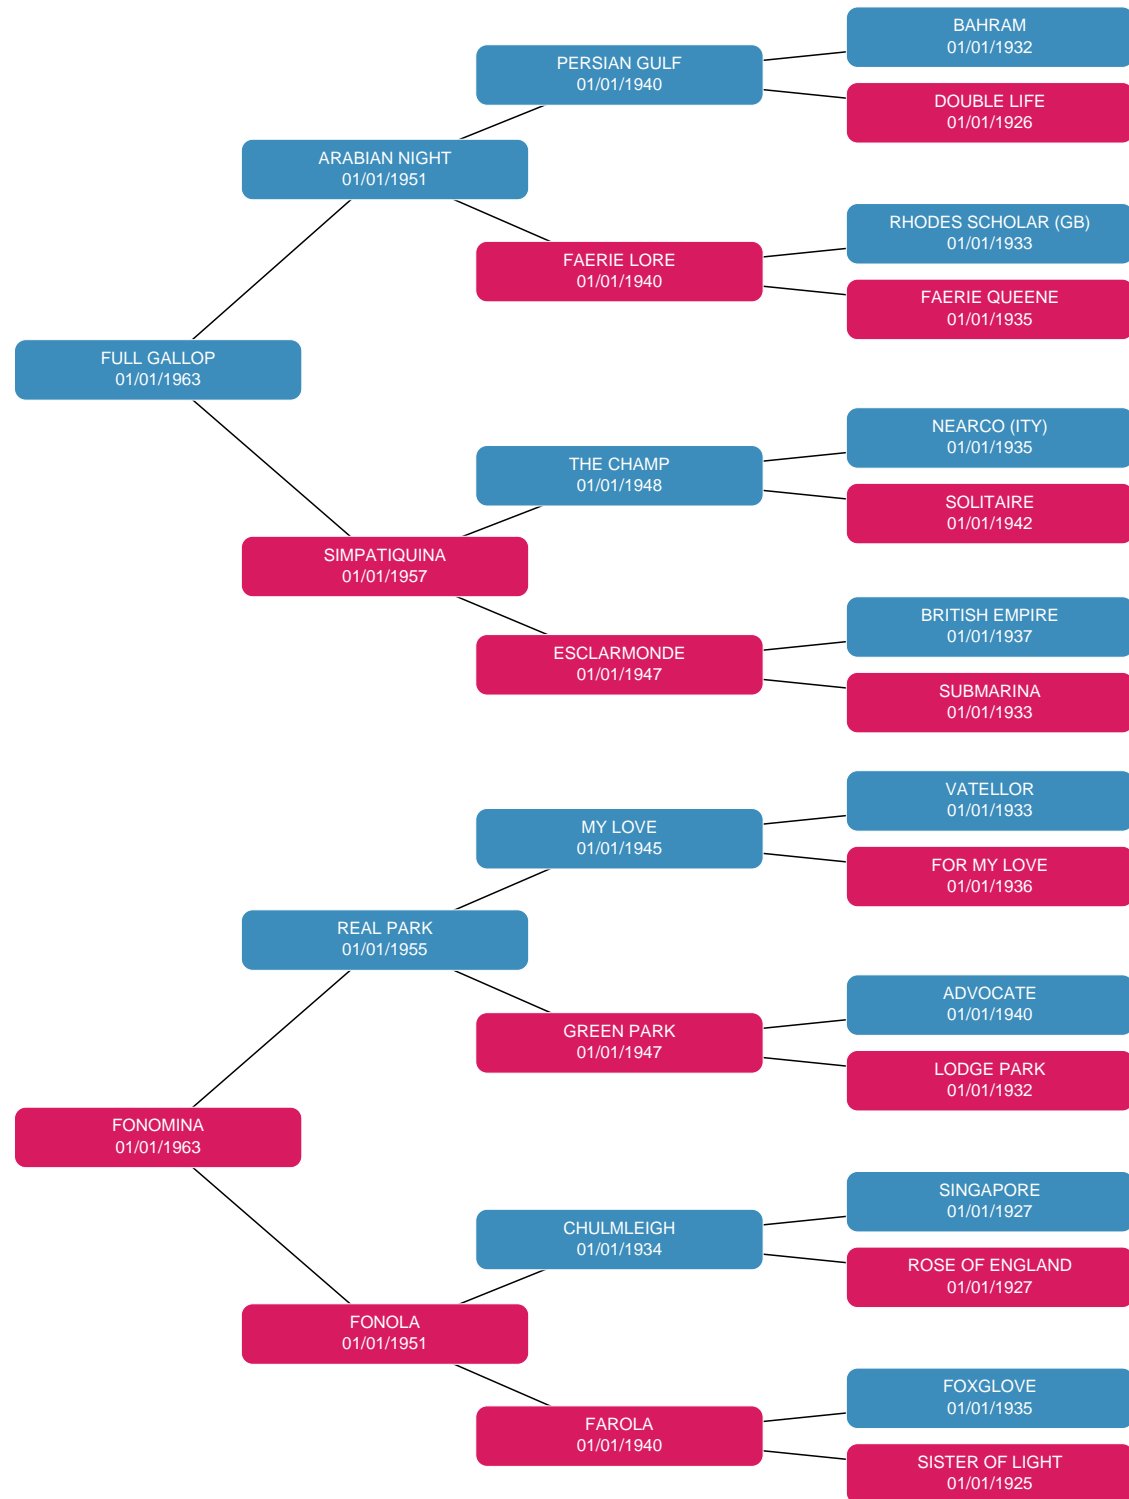 BAHRAM
01/01/1932
PERSIAN GULF
01/01/1940
DOUBLE LIFE
01/01/1926
ARABIAN NIGHT
01/01/1951
RHODES SCHOLAR (GB)
01/01/1933
FAERIE LORE
01/01/1940
FAERIE QUEENE
01/01/1935
FULL GALLOP
01/01/1963
NEARCO (ITY)
01/01/1935
THE CHAMP
01/01/1948
SOLITAIRE
01/01/1942
SIMPATIQUINA
01/01/1957
BRITISH EMPIRE
01/01/1937
ESCLARMONDE
01/01/1947
SUBMARINA
01/01/1933
VATELLOR
01/01/1933
MY LOVE
01/01/1945
FOR MY LOVE
01/01/1936
REAL PARK
01/01/1955
ADVOCATE
01/01/1940
GREEN PARK
01/01/1947
LODGE PARK
01/01/1932
FONOMINA
01/01/1963
SINGAPORE
01/01/1927
CHULMLEIGH
01/01/1934
ROSE OF ENGLAND
01/01/1927
FONOLA
01/01/1951
FOXGLOVE
01/01/1935
FAROLA
01/01/1940
SISTER OF LIGHT
01/01/1925